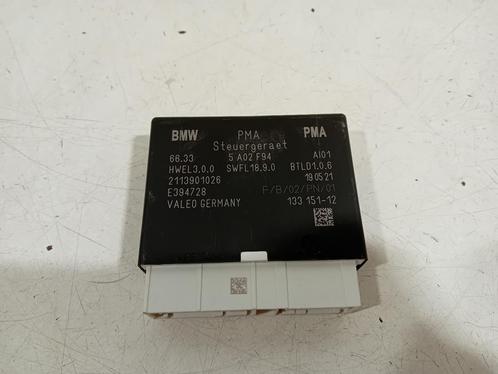 BMW PMA PMA
Steuergeraet
66.33 5 A02 F94 AI01
HWEL3.0.0 SWFL18.9.0 BTLD1.0.6
2113901026 19.05.21
E394728 F/B/02/PN/01
VALEO GERMANY 133 151-12